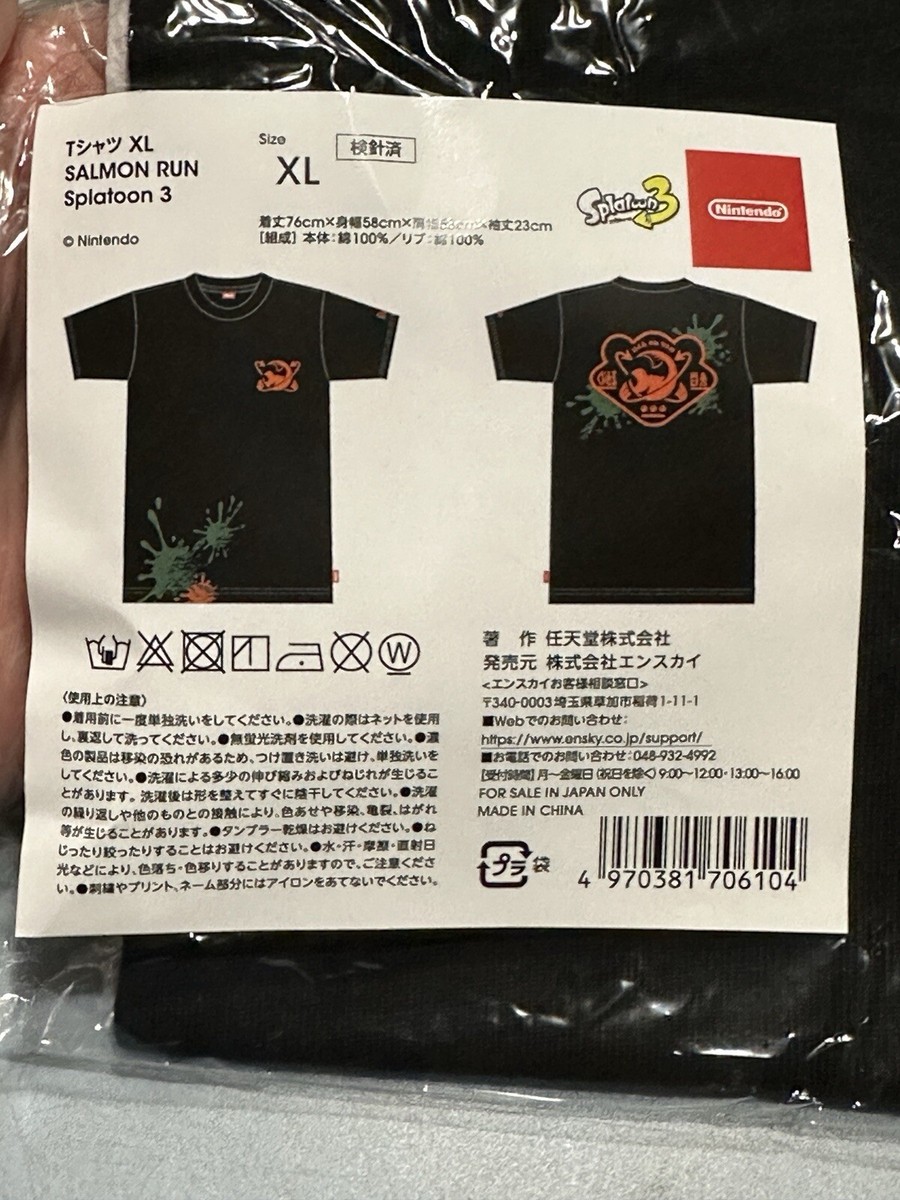 Tシャツ XL
SALMON RUN
Splatoon 3
© Nintendo
Size
XL
検針済
着丈76cm×身幅58cm×肩幅53cm×袖丈23cm
[組成] 本体:綿100%/リブ:綿100%
Splatoon 3
Nintendo
著 作 任天堂株式会社
発売元 株式会社エンスカイ
<エンスカイお客様相談窓口>
〒340-0003 埼玉県草加市稲荷1-11-1
■Webでのお問い合わせ:
https://www.ensky.co.jp/support/
■お電話でのお問い合わせ:048-932-4992
[受付時間] 月~金曜日 (祝日を除く) 9:00~12:00・13:00~16:00
FOR SALE IN JAPAN ONLY
MADE IN CHINA
プラ 袋
4 970381 706104
W
〈使用上の注意〉
●着用前に一度単独洗いをしてください。●洗濯の際はネットを使用
し、裏返して洗ってください。●無蛍光洗剤を使用してください。●濃
色の製品は移染の恐れがあるため、つけ置き洗いは避け、単独洗いを
してください。●洗濯による多少の伸び縮みおよびねじれが生じるこ
とがあります。洗濯後は形を整えてすぐに陰干してください。●洗濯
の繰り返しや他のものとの接触により、色あせや移染、亀裂、はがれ
等が生じることがあります。●タンブラー乾燥はお避けください。●ね
じったり絞ったりすることはお避けください。●水・汗・摩擦・直射日
光などにより、色落ち・色移りすることがありますので、ご注意くださ
い。●刺繍やプリント、ネーム部分にはアイロンをあてないでください。